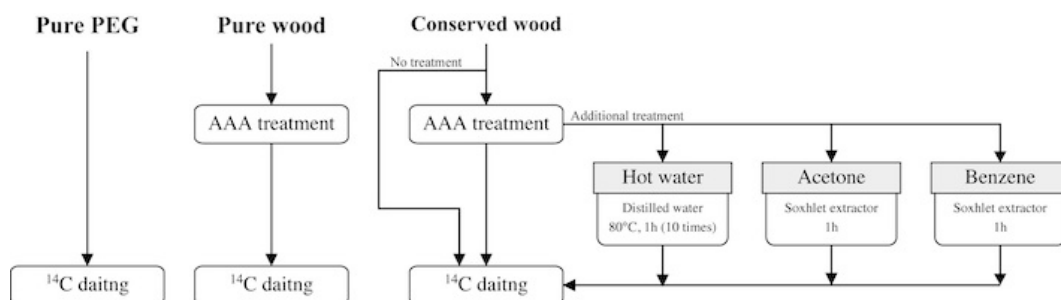 Pure PEG
Pure wood
Conserved wood
No treatment
AAA treatment
AAA treatment
Additional treatment
Hot water
Acetone
Benzene
Distilled water
80°C, 1h (10 times)
Soxhlet extractor
1h
Soxhlet extractor
1h
¹⁴C daitng
¹⁴C daitng
¹⁴C daitng